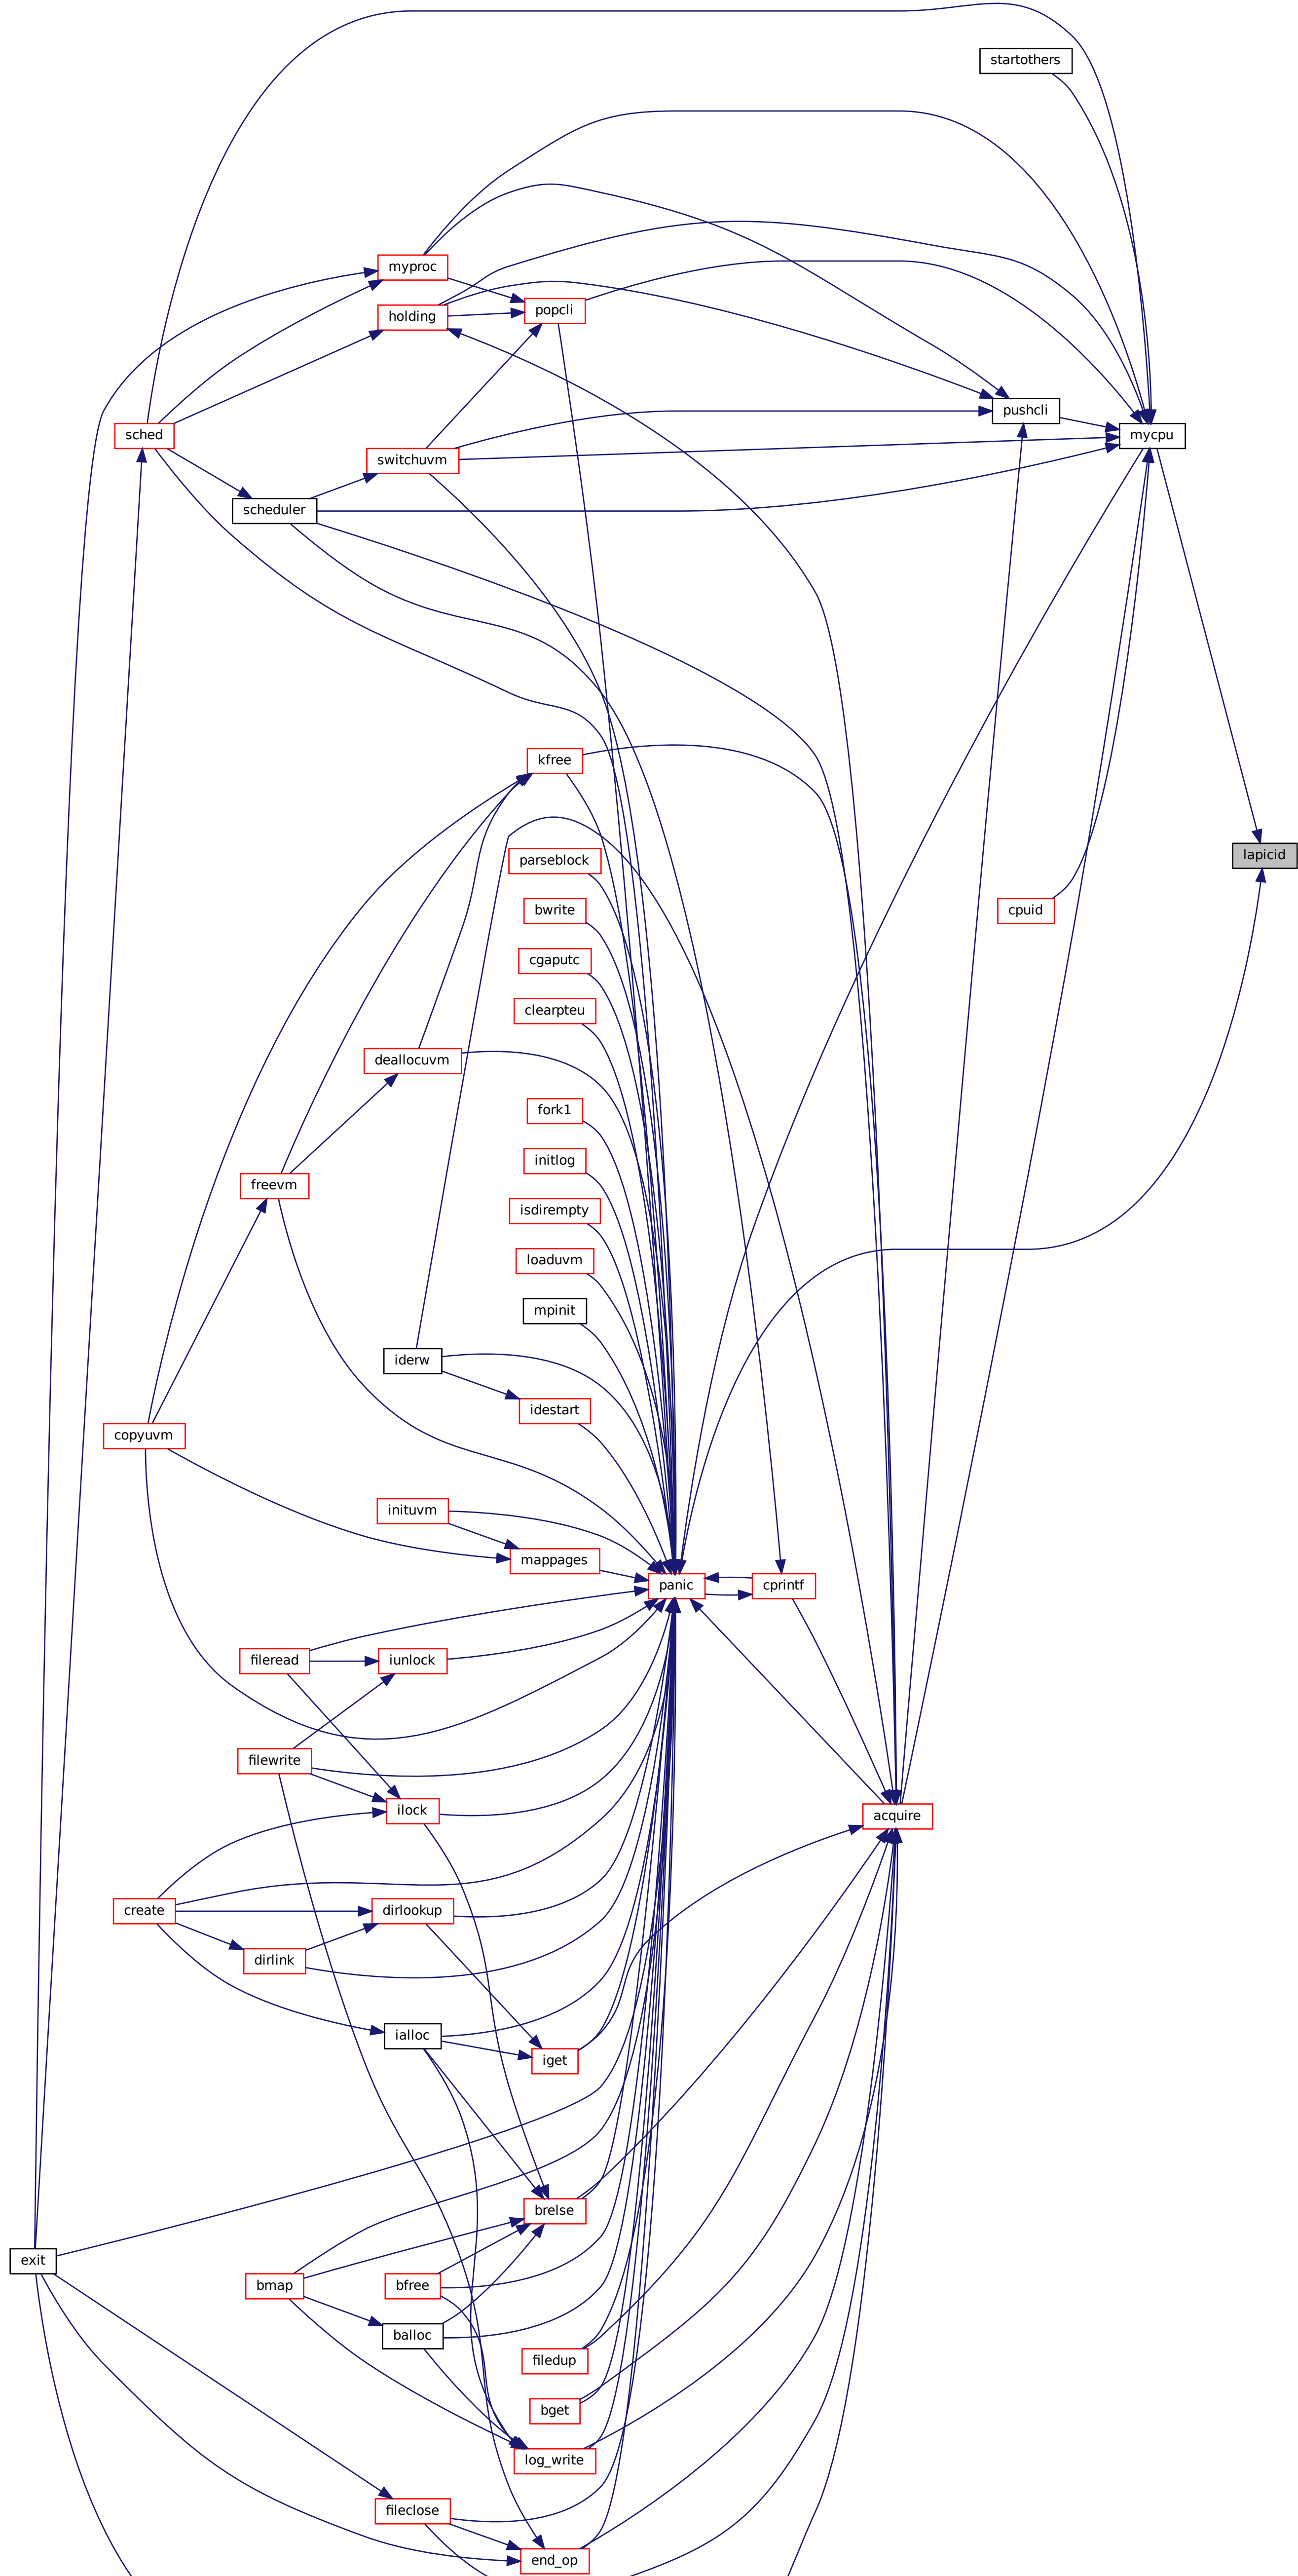 startothers
myproc
holding
popcli
pushcli
mycpu
sched
switchuvm
scheduler
kfree
parseblock
lapicid
bwrite
cpuid
cgaputc
clearpteu
deallocuvm
fork1
initlog
freevm
isdirempty
loaduvm
mpinit
iderw
idestart
copyuvm
inituvm
mappages
panic
cprintf
fileread
iunlock
filewrite
ilock
acquire
create
dirlookup
dirlink
ialloc
iget
brelse
exit
bmap
bfree
balloc
filedup
bget
log_write
fileclose
end_op